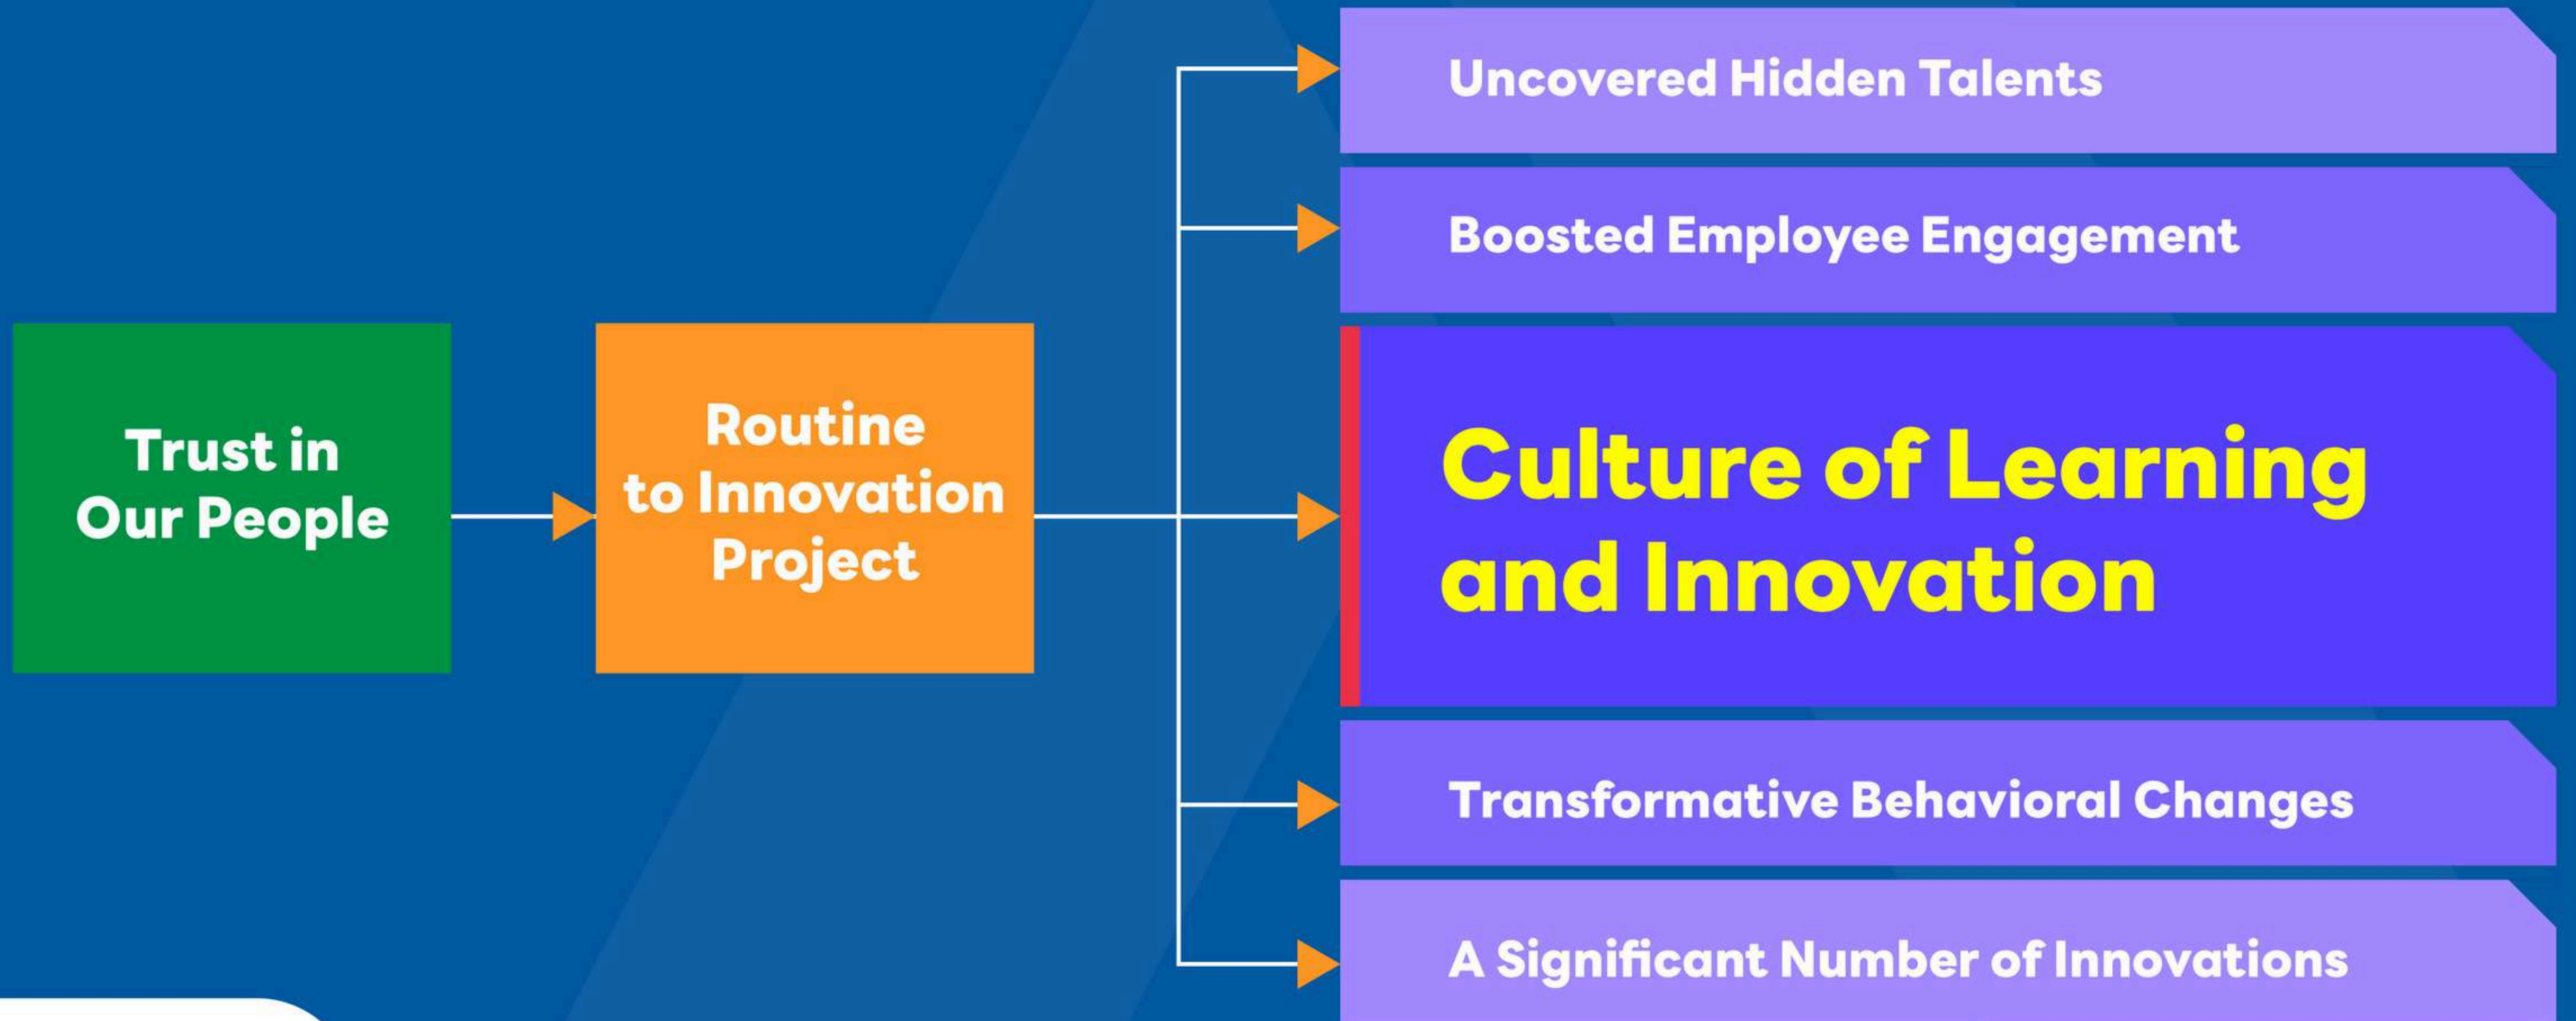 Trust in
Our People
Routine
to Innovation
Project
Uncovered Hidden Talents
Boosted Employee Engagement
Culture of Learning
and Innovation
Transformative Behavioral Changes
A Significant Number of Innovations